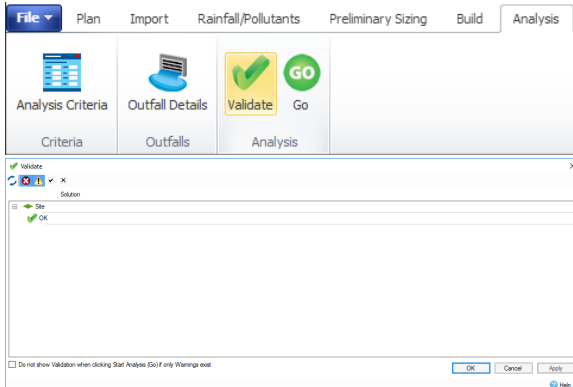 File Plan Import Rainfall/Pollutants Preliminary Sizing Build Analysis
GO
Analysis Criteria Outfall Details Validate Go
Criteria Outfalls Analysis
Validate
Solution
Site
OK
Do not show Validation when clicking Start Analysis (Go) if only Warnings exist
OK Cancel Apply
Help